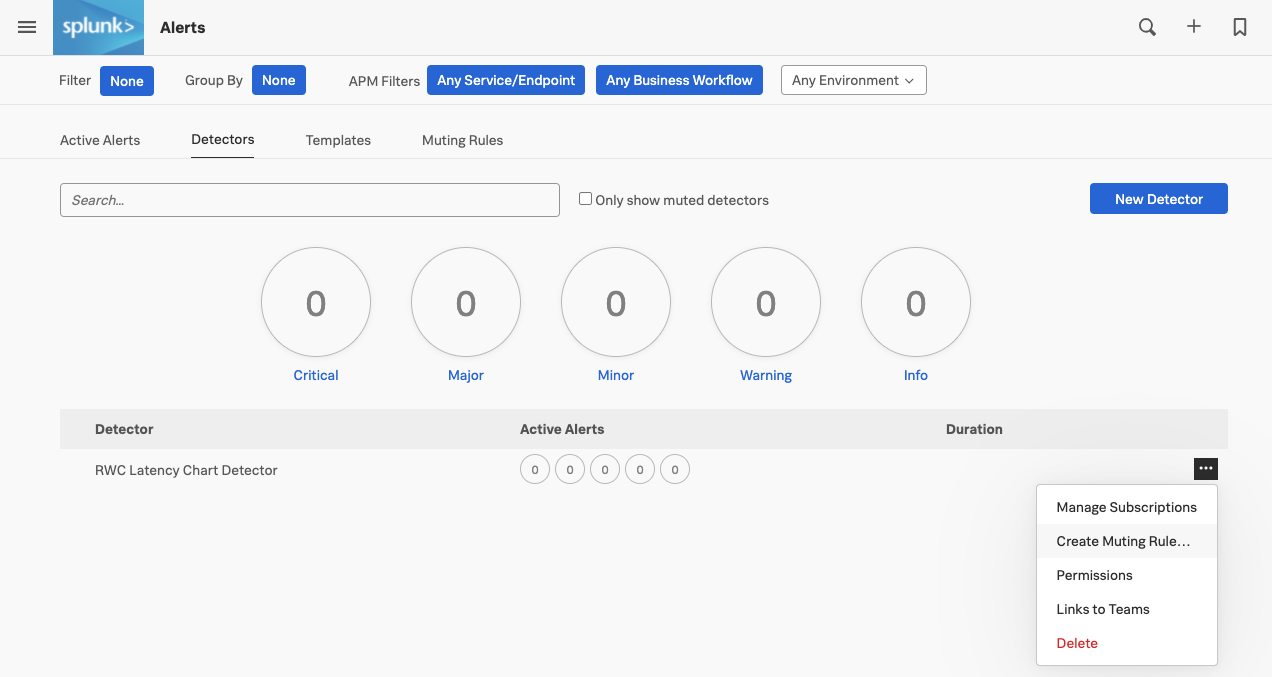 splunk> Alerts
Filter None Group By None APM Filters Any Service/Endpoint Any Business Workflow Any Environment
Active Alerts Detectors Templates Muting Rules
Search... Only show muted detectors New Detector
0 0 0 0 0
Critical Major Minor Warning Info
Detector Active Alerts Duration
RWC Latency Chart Detector 0 0 0 0 0 ...
Manage Subscriptions
Create Muting Rule...
Permissions
Links to Teams
Delete